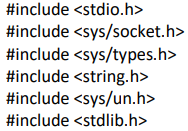 #include <stdio.h>
#include <sys/socket.h>
#include <sys/types.h>
#include <string.h>
#include <sys/un.h>
#include <stdlib.h>